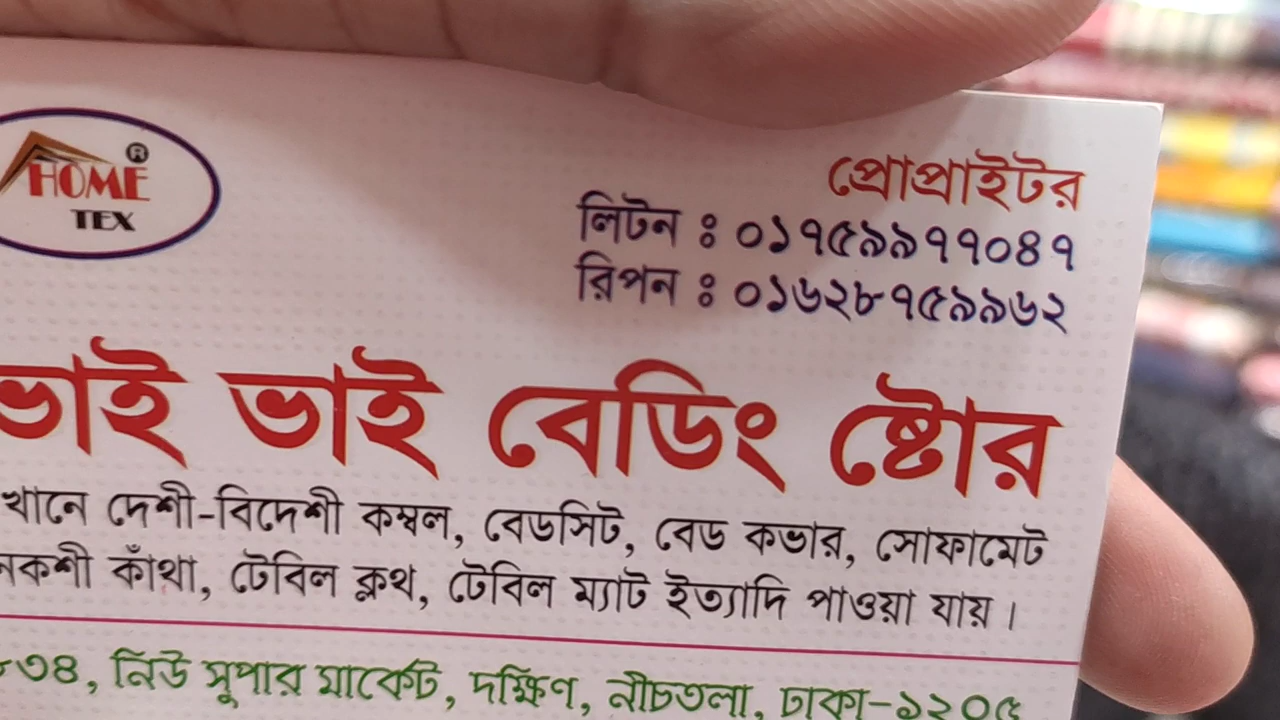 HOME ®
TEX
প্রোপ্রাইটর
লিটন : ০১৭৫৯৯৭৭০৪৭
রিপন : ০১৬২৮৭৫৯৯৬২
ভাই ভাই বেডিং ষ্টোর
খানে দেশী-বিদেশী কম্বল, বেডসিট, বেড কভার, সোফামেট
নকশী কাঁথা, টেবিল ক্লথ, টেবিল ম্যাট ইত্যাদি পাওয়া যায়।
৩৪, নিউ সুপার মার্কেট, দক্ষিণ, নীচতলা, ঢাকা-১২০৫